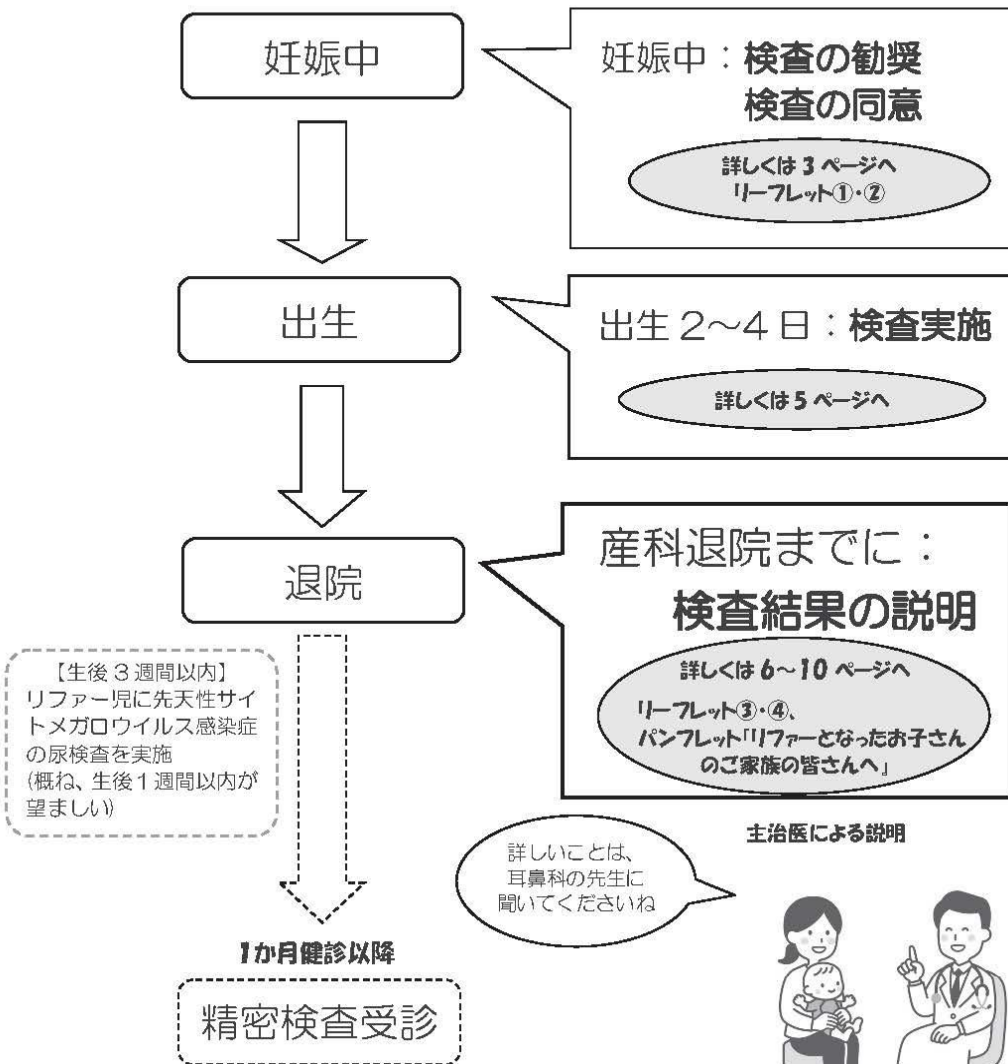 妊娠中
妊娠中：検査の勧奨
検査の同意
詳しくは 3 ページへ
リーフレット①・②
出生
出生 2～4 日：検査実施
詳しくは 5 ページへ
退院
産科退院までに：
検査結果の説明
詳しくは 6～10 ページへ
リーフレット③・④、
パンフレット「リファーとなったお子さん
のご家族の皆さんへ」
【生後 3 週間以内】
リファー児に先天性サイ
トメガロウイルス感染症
の尿検査を実施
(概ね、生後 1 週間以内が
望ましい)
主治医による説明
詳しいことは、
耳鼻科の先生に
聞いてくださいね
1か月健診以降
精密検査受診